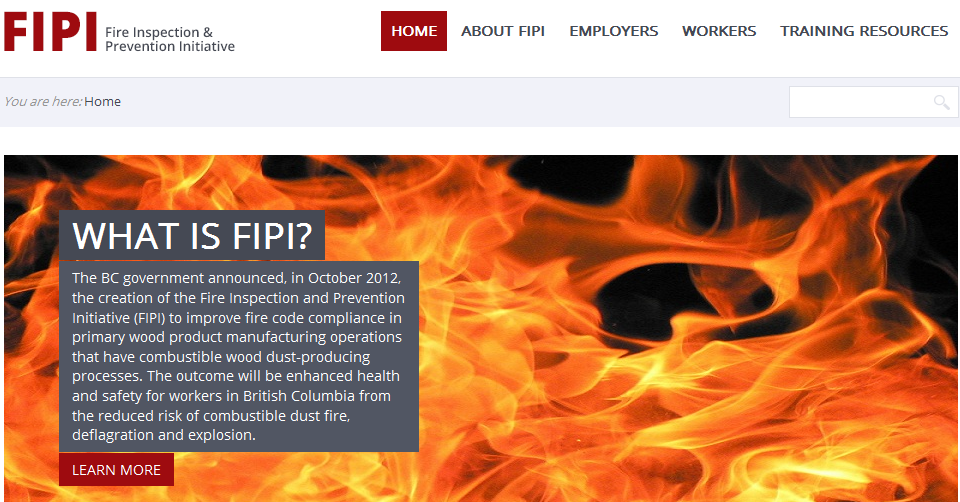 FIPI Fire Inspection &
Prevention Initiative
HOME ABOUT FIPI EMPLOYERS WORKERS TRAINING RESOURCES
You are here: Home
WHAT IS FIPI?
The BC government announced, in October 2012,
the creation of the Fire Inspection and Prevention
Initiative (FIPI) to improve fire code compliance in
primary wood product manufacturing operations
that have combustible wood dust-producing
processes. The outcome will be enhanced health
and safety for workers in British Columbia from
the reduced risk of combustible dust fire,
deflagration and explosion.
LEARN MORE